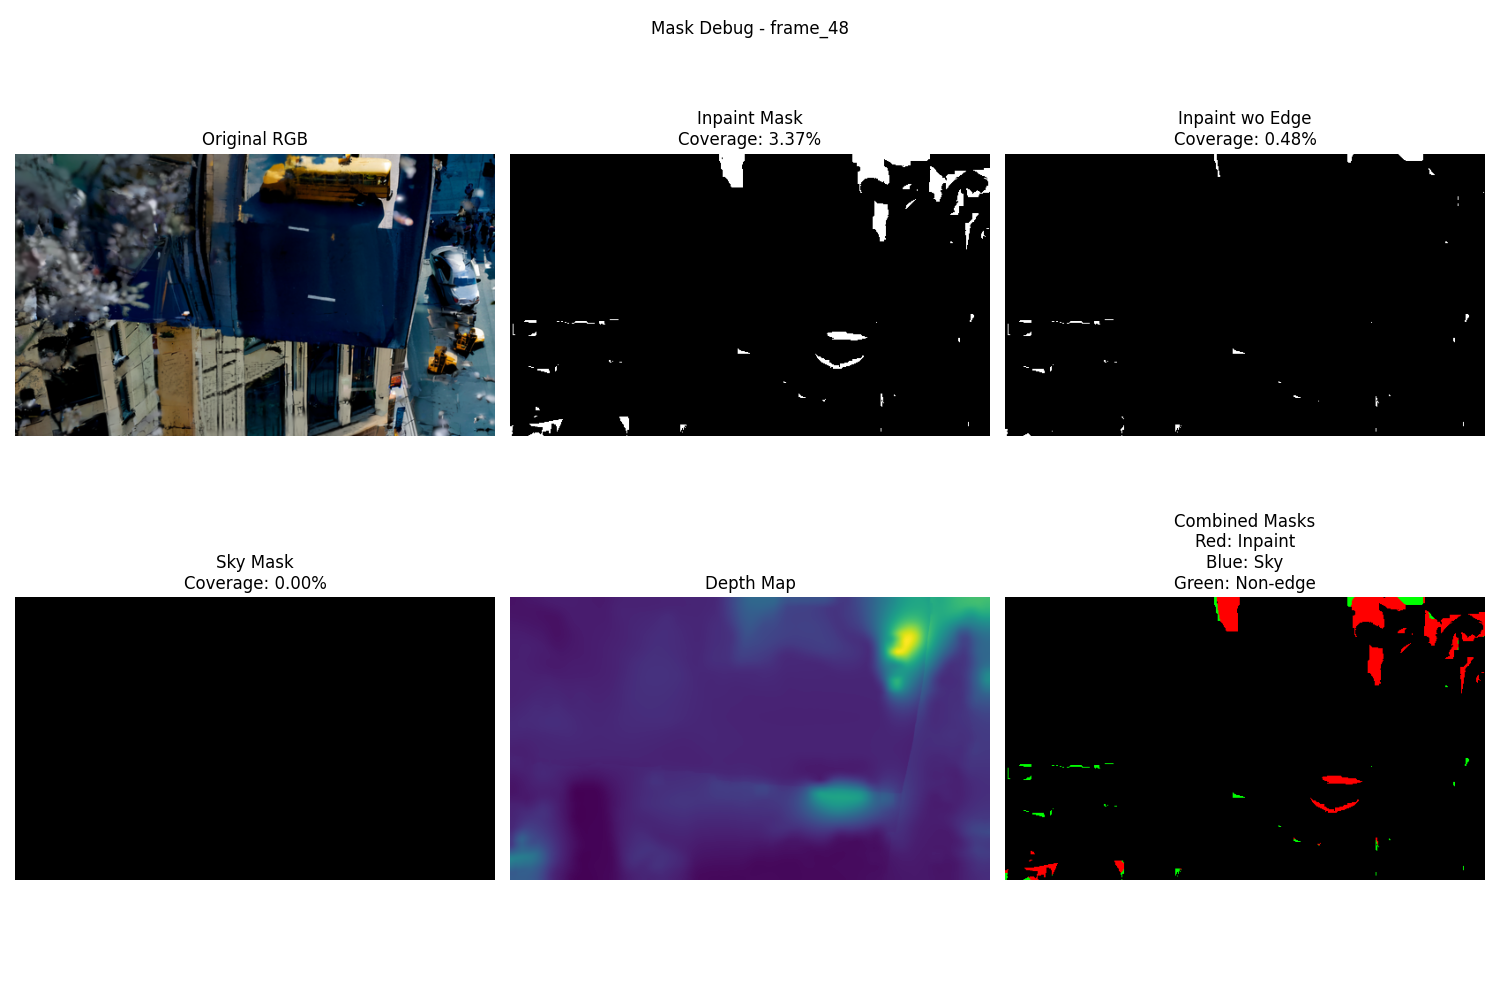 Mask Debug - frame_48
Original RGB
Inpaint Mask
Coverage: 3.37%
Inpaint wo Edge
Coverage: 0.48%
Sky Mask
Coverage: 0.00%
Depth Map
Combined Masks
Red: Inpaint
Blue: Sky
Green: Non-edge